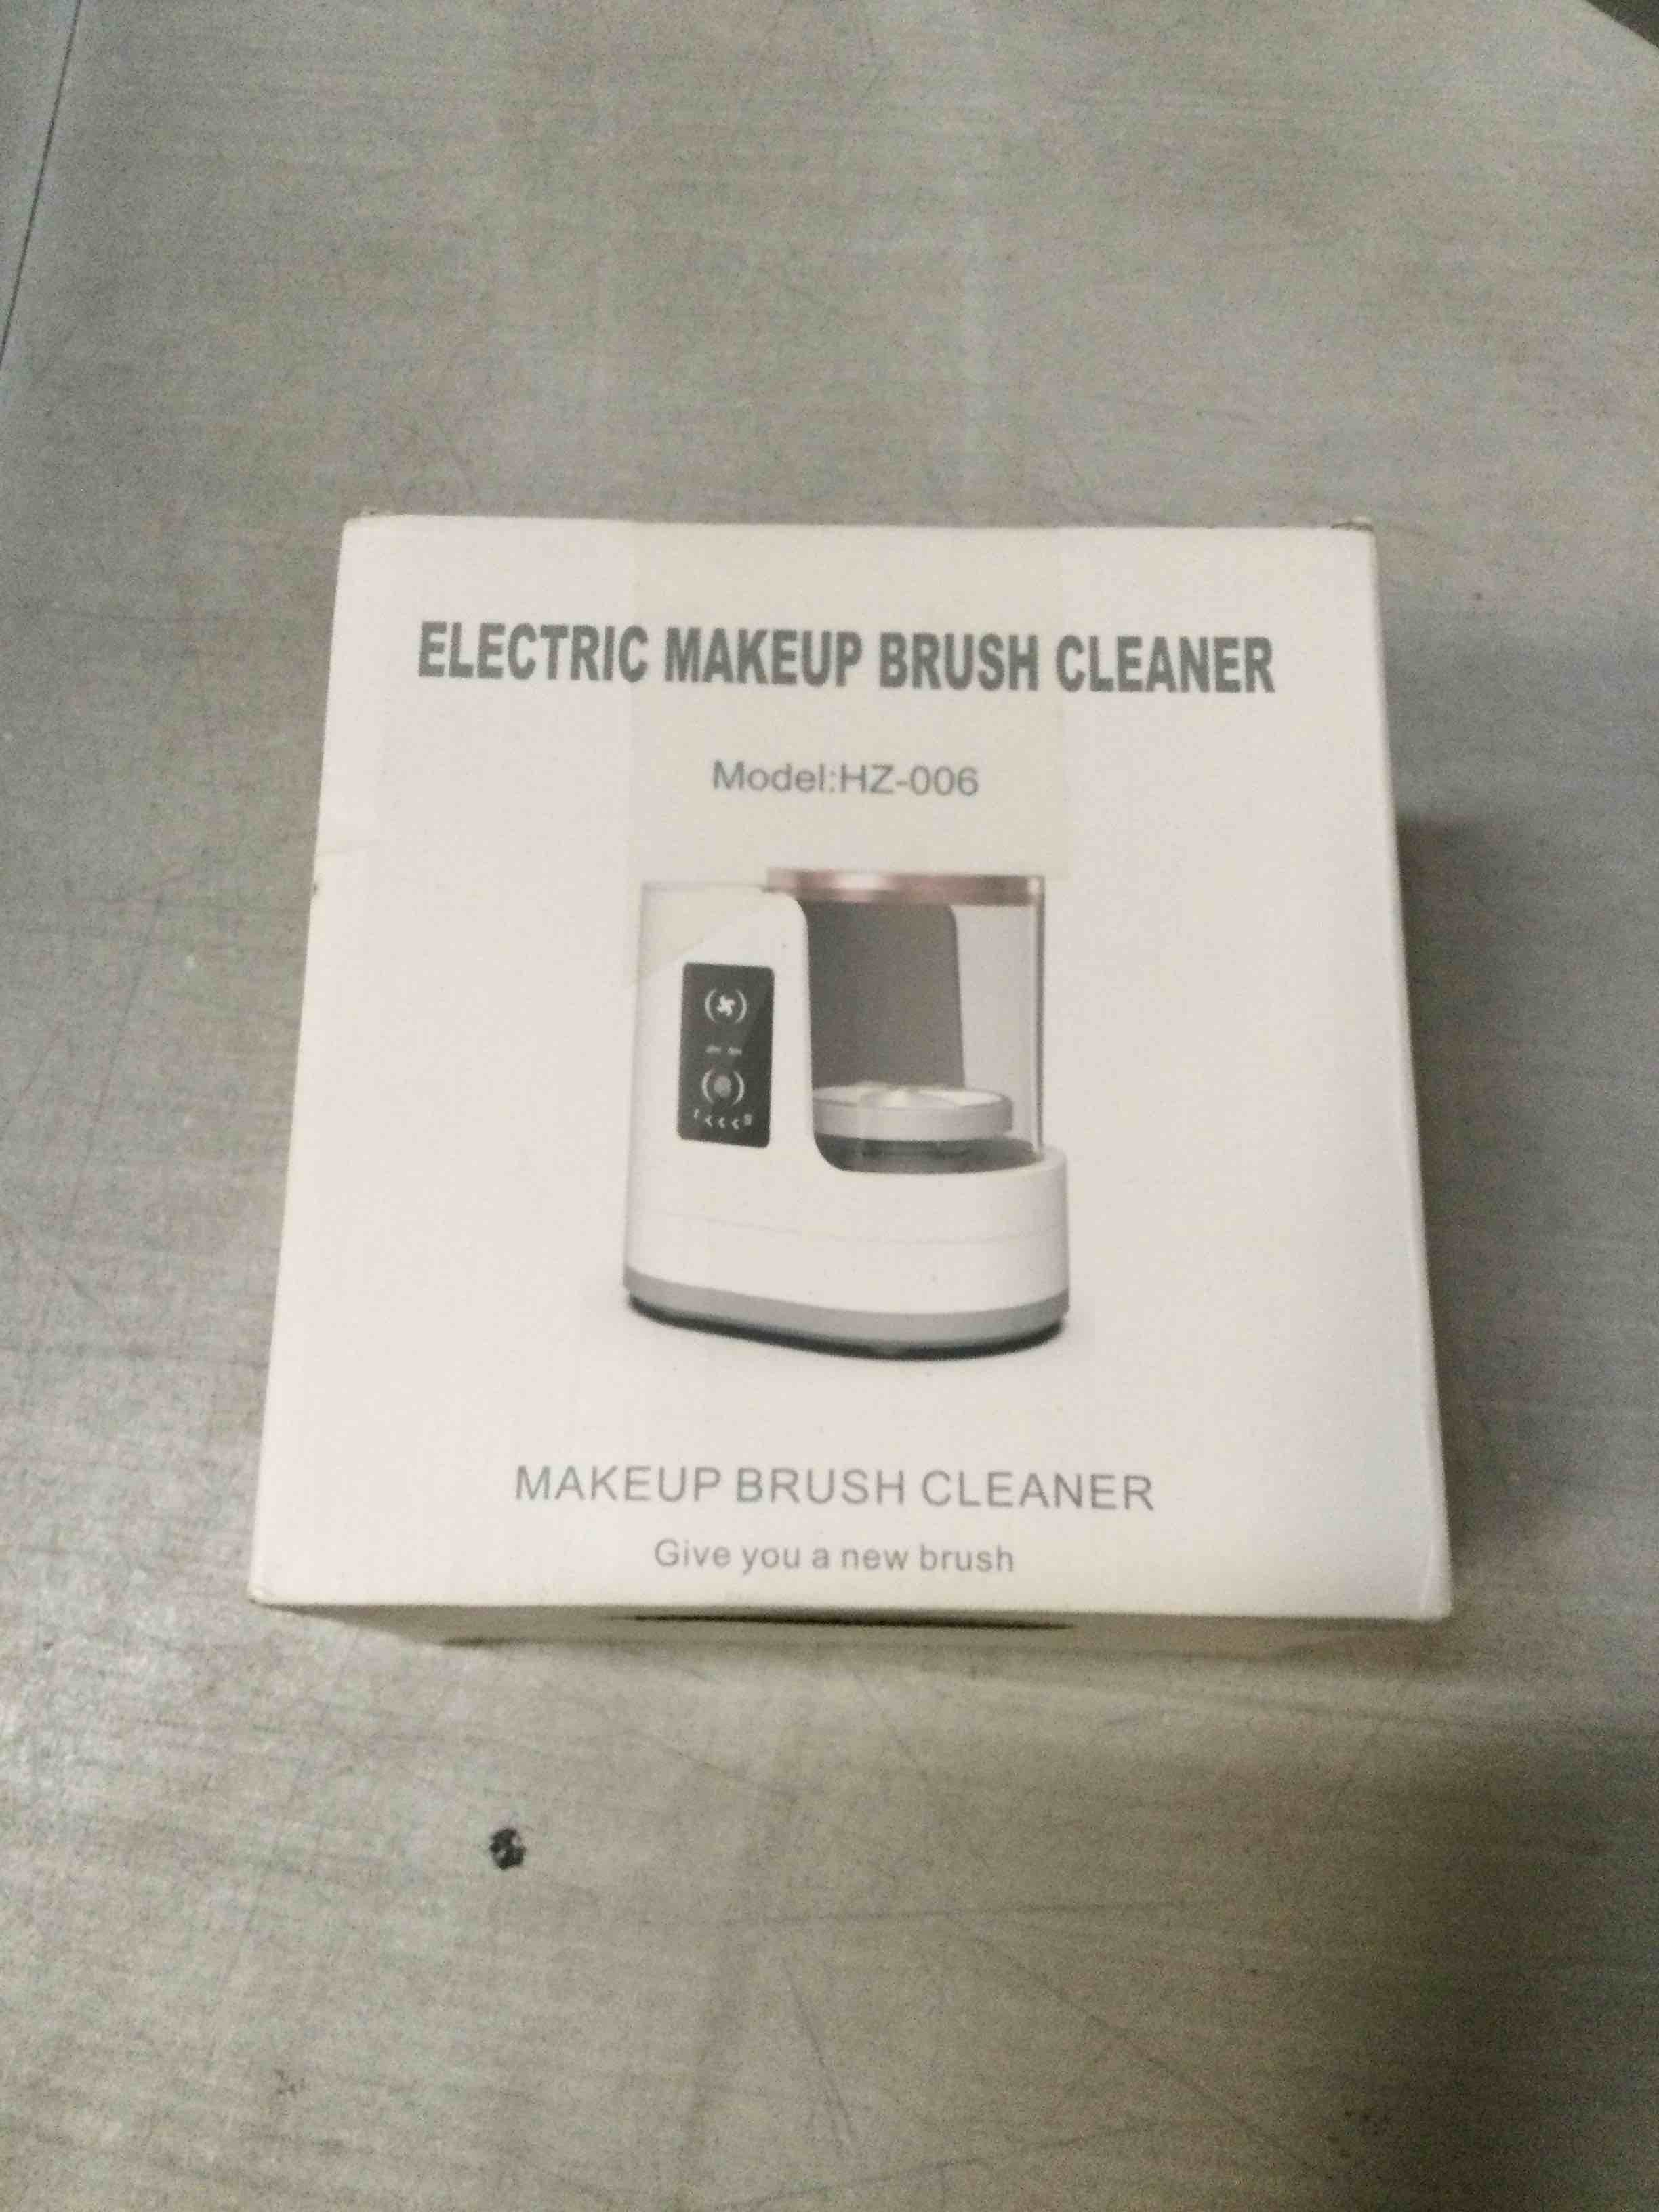 ELECTRIC MAKEUP BRUSH CLEANER
Model:HZ-006
MAKEUP BRUSH CLEANER
Give you a new brush